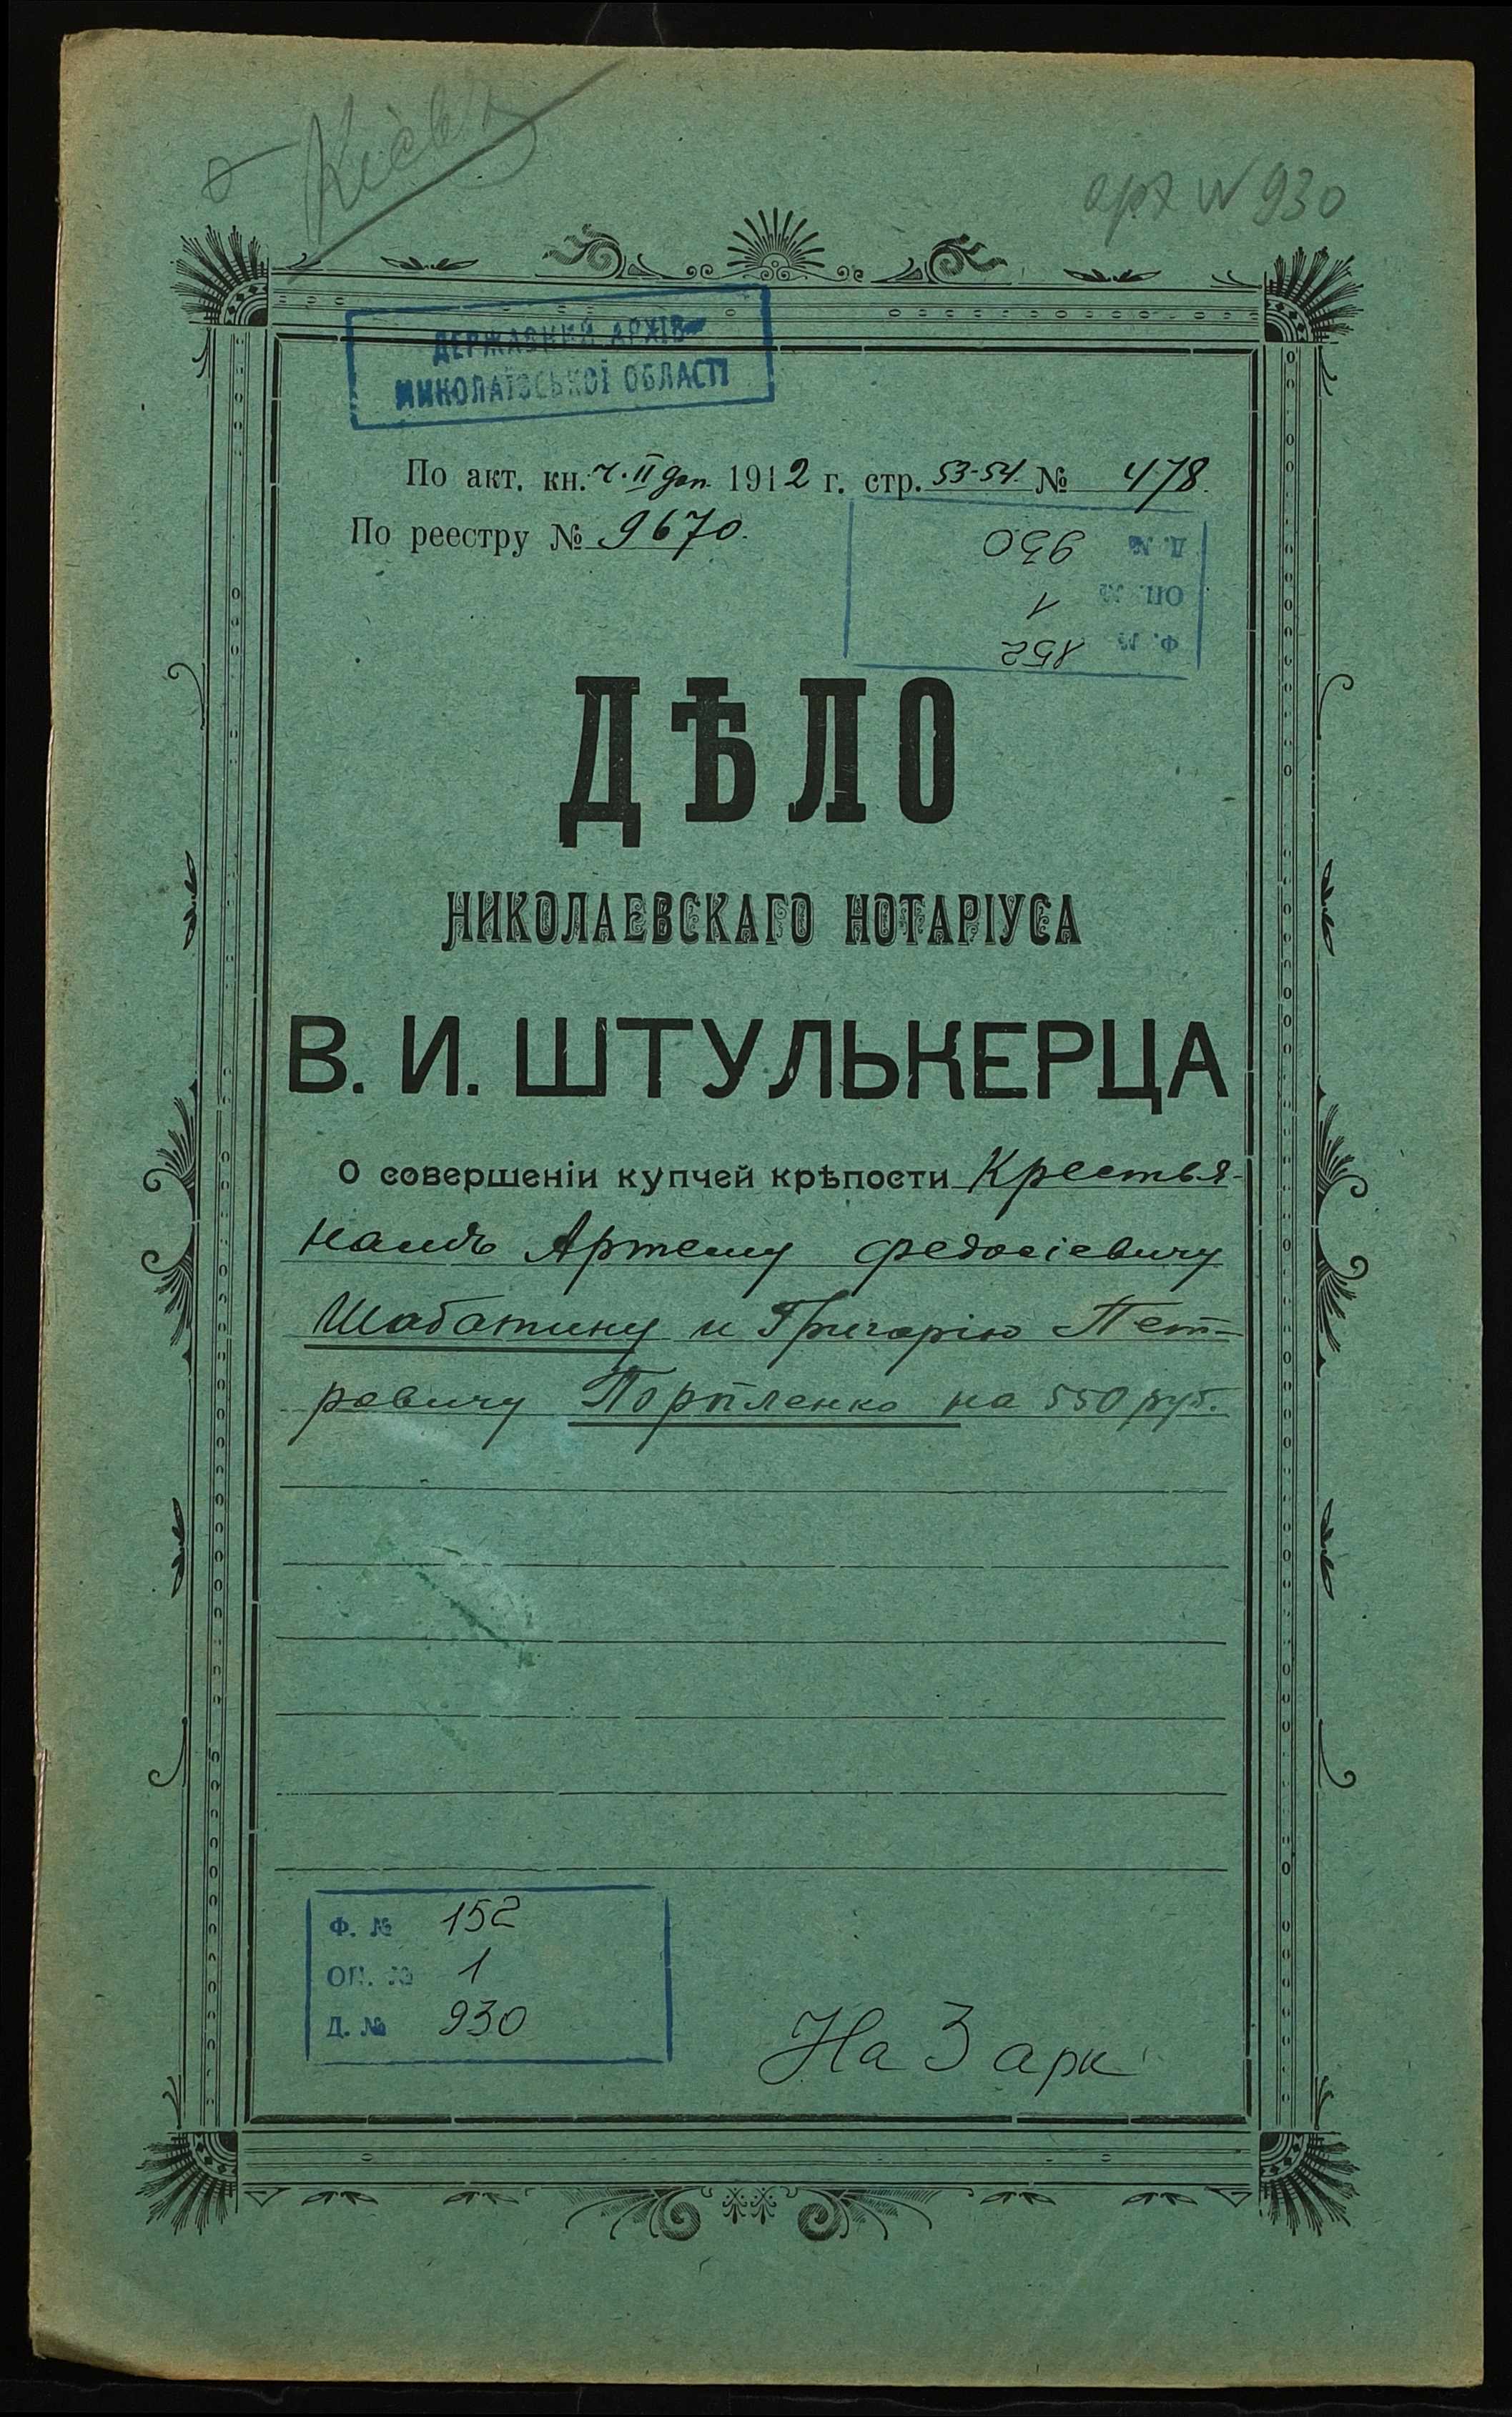 арх № 930
ДЕРЖАВНИЙ АРХІВ
МИКОЛАЇВСЬКОЇ ОБЛАСТІ
По акт. кн. ч. II доп. 1912 г. стр. 53-54 № 478
По реестру № 9670.
Ф. № 152
ОП. № 1
Д. № 930
ДѢЛО
НИКОЛАЕВСКАГО НОТАРІУСА
В. И. ШТУЛЬКЕРЦА
О совершеніи купчей крѣпости Крестья-
намъ Артему Федосіевичу
Шабатину и Григорію Пет-
ровичу на 550 руб.
Ф. № 152
ОП. № 1
Д. № 930
На 3 арк